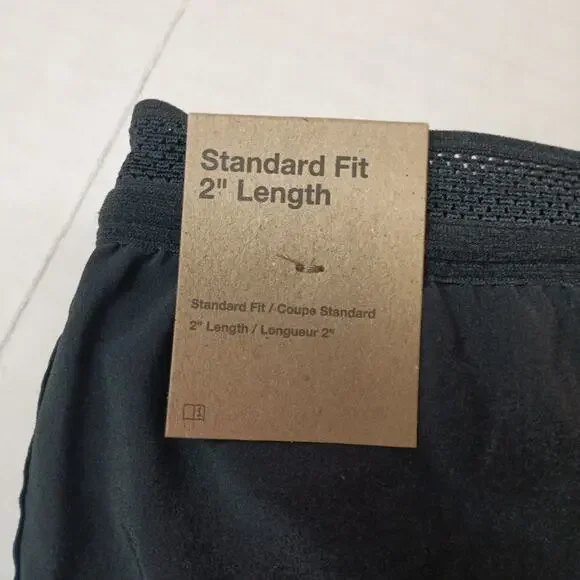 Standard Fit
2" Length
Standard Fit / Coupe Standard
2" Length / Longueur 2"